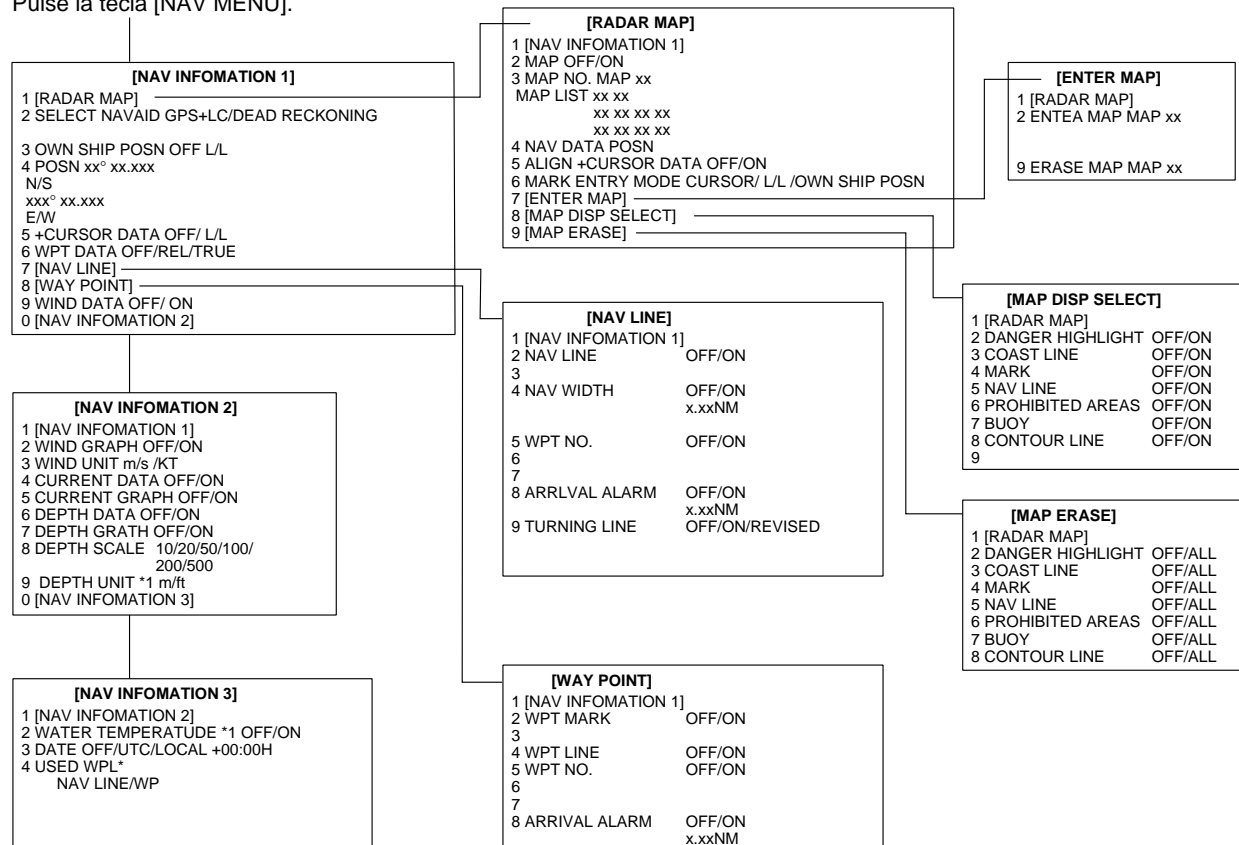 Pulse la tecla [NAV MENU].
[NAV INFOMATION 1]
1 [RADAR MAP]
2 SELECT NAVAID GPS+LC/DEAD RECKONING
3 OWN SHIP POSN OFF L/L
4 POSN xx° xx.xxx
N/S
xxx° xx.xxx
E/W
5 +CURSOR DATA OFF/ L/L
6 WPT DATA OFF/REL/TRUE
7 [NAV LINE]
8 [WAY POINT]
9 WIND DATA OFF/ ON
0 [NAV INFOMATION 2]
[NAV INFOMATION 2]
1 [NAV INFOMATION 1]
2 WIND GRAPH OFF/ON
3 WIND UNIT m/s /KT
4 CURRENT DATA OFF/ON
5 CURRENT GRAPH OFF/ON
6 DEPTH DATA OFF/ON
7 DEPTH GRATH OFF/ON
8 DEPTH SCALE 10/20/50/100/
200/500
9 DEPTH UNIT *1 m/ft
0 [NAV INFOMATION 3]
[NAV INFOMATION 3]
1 [NAV INFOMATION 2]
2 WATER TEMPERATUDE *1 OFF/ON
3 DATE OFF/UTC/LOCAL +00:00H
4 USED WPL*
NAV LINE/WP
[RADAR MAP]
1 [NAV INFOMATION 1]
2 MAP OFF/ON
3 MAP NO. MAP xx
MAP LIST xx xx
xx xx xx xx
xx xx xx xx
4 NAV DATA POSN
5 ALIGN +CURSOR DATA OFF/ON
6 MARK ENTRY MODE CURSOR/ L/L /OWN SHIP POSN
7 [ENTER MAP]
8 [MAP DISP SELECT]
9 [MAP ERASE]
[NAV LINE]
1 [NAV INFOMATION 1]
2 NAV LINE OFF/ON
3
4 NAV WIDTH OFF/ON
x.xxNM
5 WPT NO. OFF/ON
6
7
8 ARRLVAL ALARM OFF/ON
x.xxNM
9 TURNING LINE OFF/ON/REVISED
[WAY POINT]
1 [NAV INFOMATION 1]
2 WPT MARK OFF/ON
3
4 WPT LINE OFF/ON
5 WPT NO. OFF/ON
6
7
8 ARRIVAL ALARM OFF/ON
x.xxNM
[ENTER MAP]
1 [RADAR MAP]
2 ENTEA MAP MAP xx
9 ERASE MAP MAP xx
[MAP DISP SELECT]
1 [RADAR MAP]
2 DANGER HIGHLIGHT OFF/ON
3 COAST LINE OFF/ON
4 MARK OFF/ON
5 NAV LINE OFF/ON
6 PROHIBITED AREAS OFF/ON
7 BUOY OFF/ON
8 CONTOUR LINE OFF/ON
9
[MAP ERASE]
1 [RADAR MAP]
2 DANGER HIGHLIGHT OFF/ALL
3 COAST LINE OFF/ALL
4 MARK OFF/ALL
5 NAV LINE OFF/ALL
6 PROHIBITED AREAS OFF/ALL
7 BUOY OFF/ALL
8 CONTOUR LINE OFF/ALL